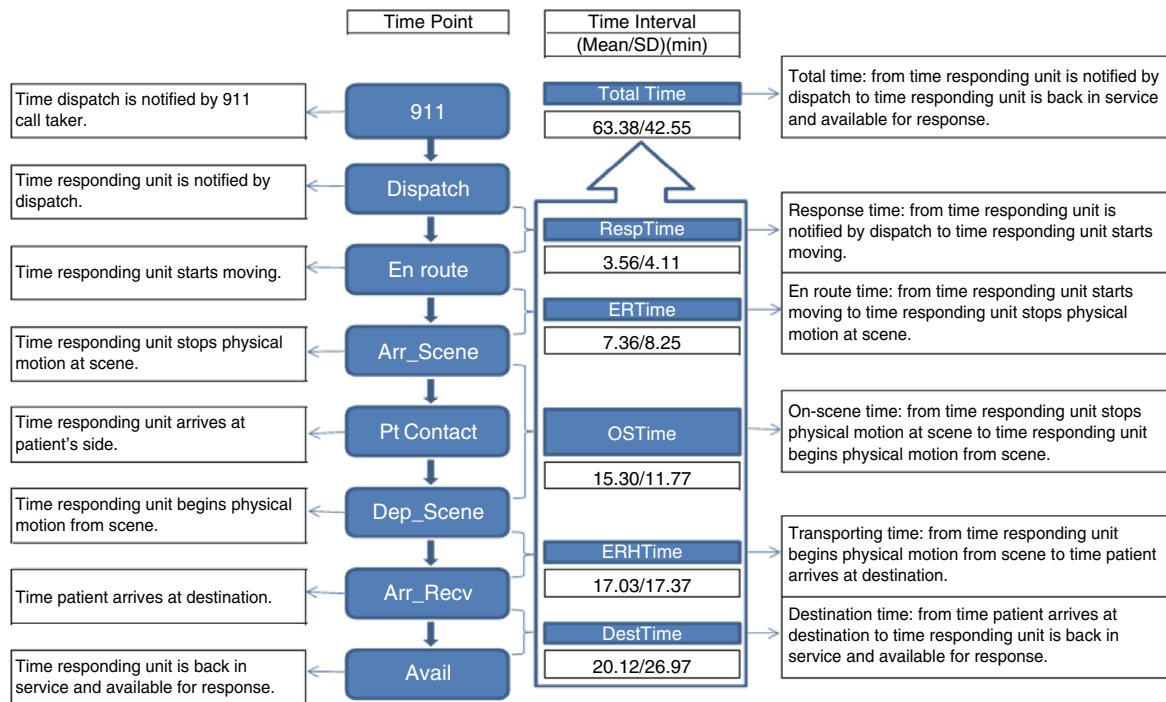 Time Point
Time Interval
(Mean/SD)(min)
Time dispatch is notified by 911
call taker.
911
Total Time
63.38/42.55
Total time: from time responding unit is notified by
dispatch to time responding unit is back in service
and available for response.
Time responding unit is notified by
dispatch.
Dispatch
RespTime
3.56/4.11
Response time: from time responding unit is
notified by dispatch to time responding unit starts
moving.
Time responding unit starts moving.
En route
ERTime
7.36/8.25
En route time: from time responding unit starts
moving to time responding unit stops physical
motion at scene.
Time responding unit stops physical
motion at scene.
Arr_Scene
Time responding unit arrives at
patient's side.
Pt Contact
OSTime
15.30/11.77
On-scene time: from time responding unit stops
physical motion at scene to time responding unit
begins physical motion from scene.
Time responding unit begins physical
motion from scene.
Dep_Scene
ERHTime
17.03/17.37
Transporting time: from time responding unit
begins physical motion from scene to time patient
arrives at destination.
Time patient arrives at destination.
Arr_Recv
DestTime
20.12/26.97
Destination time: from time patient arrives at
destination to time responding unit is back in
service and available for response.
Time responding unit is back in
service and available for response.
Avail